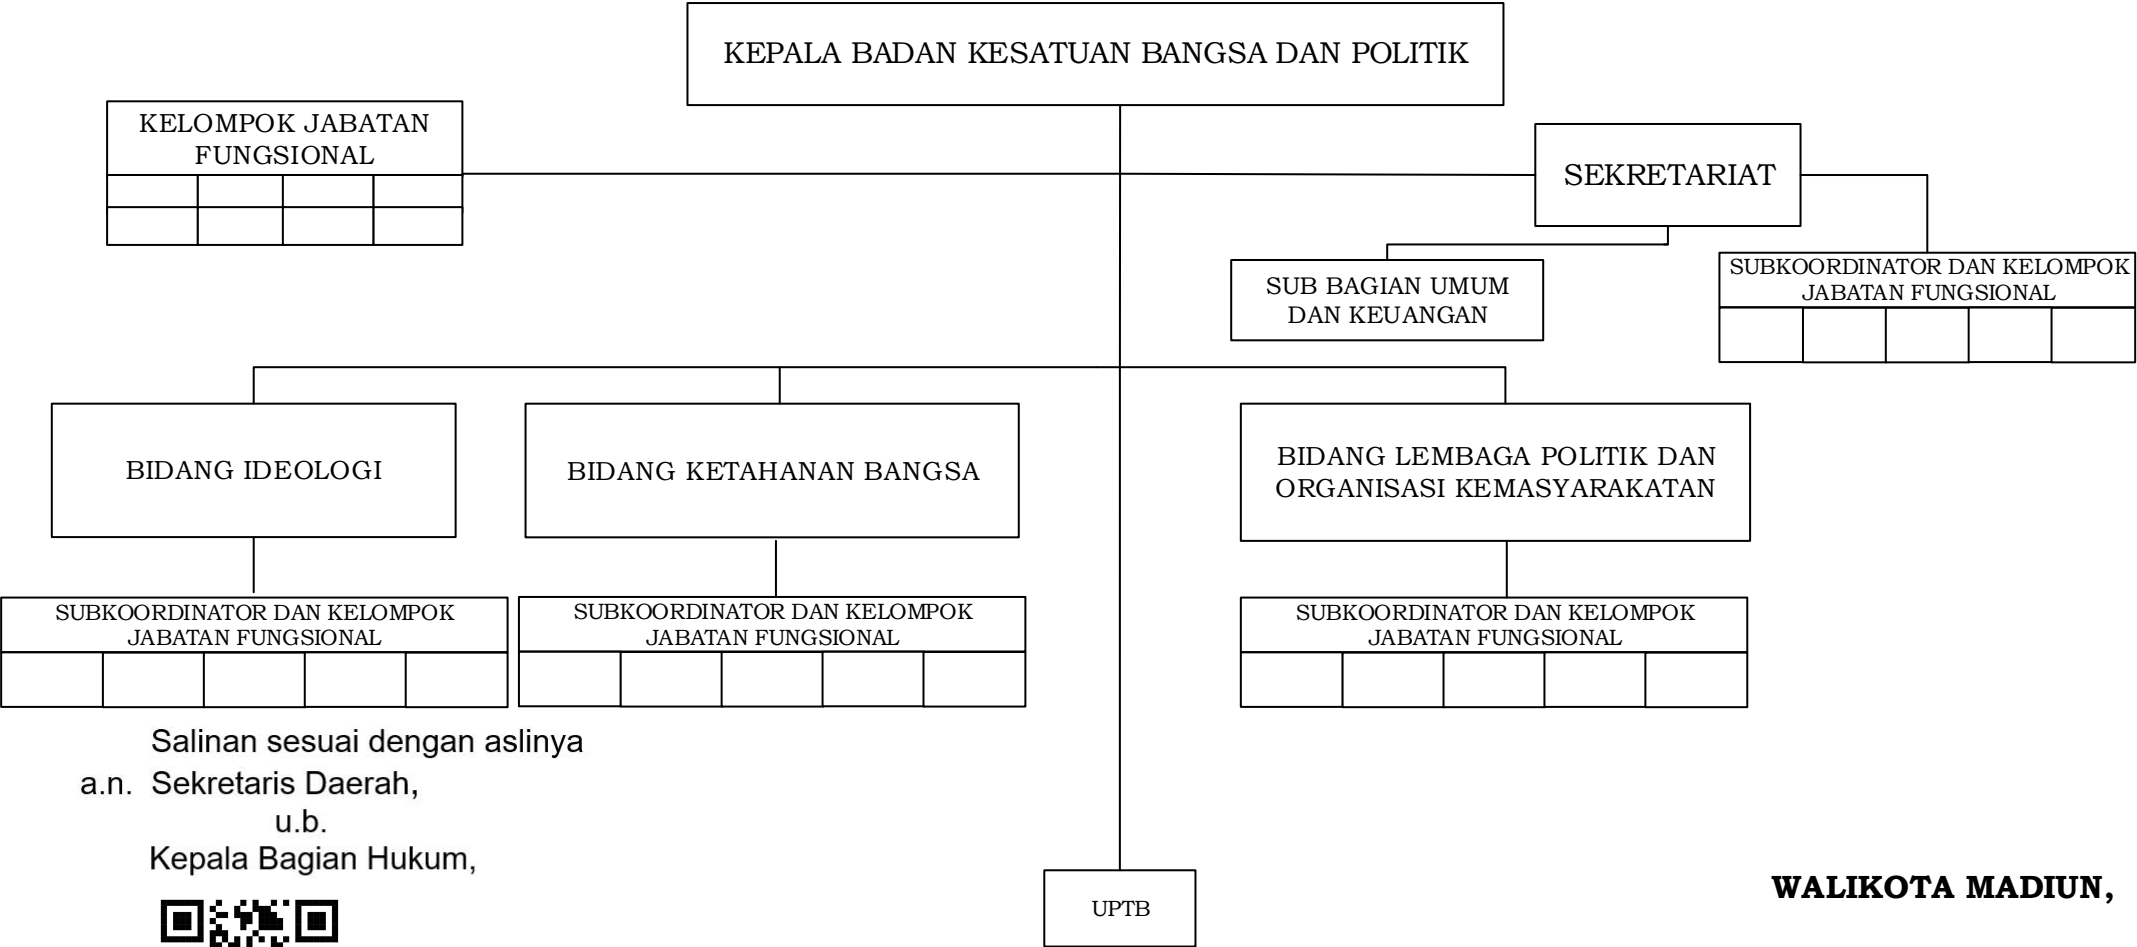 KEPALA BADAN KESATUAN BANGSA DAN POLITIK
KELOMPOK JABATAN
FUNGSIONAL
SEKRETARIAT
SUB BAGIAN UMUM
DAN KEUANGAN
SUBKOORDINATOR DAN KELOMPOK
JABATAN FUNGSIONAL
BIDANG IDEOLOGI
BIDANG KETAHANAN BANGSA
BIDANG LEMBAGA POLITIK DAN
ORGANISASI KEMASYARAKATAN
SUBKOORDINATOR DAN KELOMPOK
JABATAN FUNGSIONAL
SUBKOORDINATOR DAN KELOMPOK
JABATAN FUNGSIONAL
SUBKOORDINATOR DAN KELOMPOK
JABATAN FUNGSIONAL
Salinan sesuai dengan aslinya
a.n. Sekretaris Daerah,
u.b.
Kepala Bagian Hukum,
UPTB
WALIKOTA MADIUN,